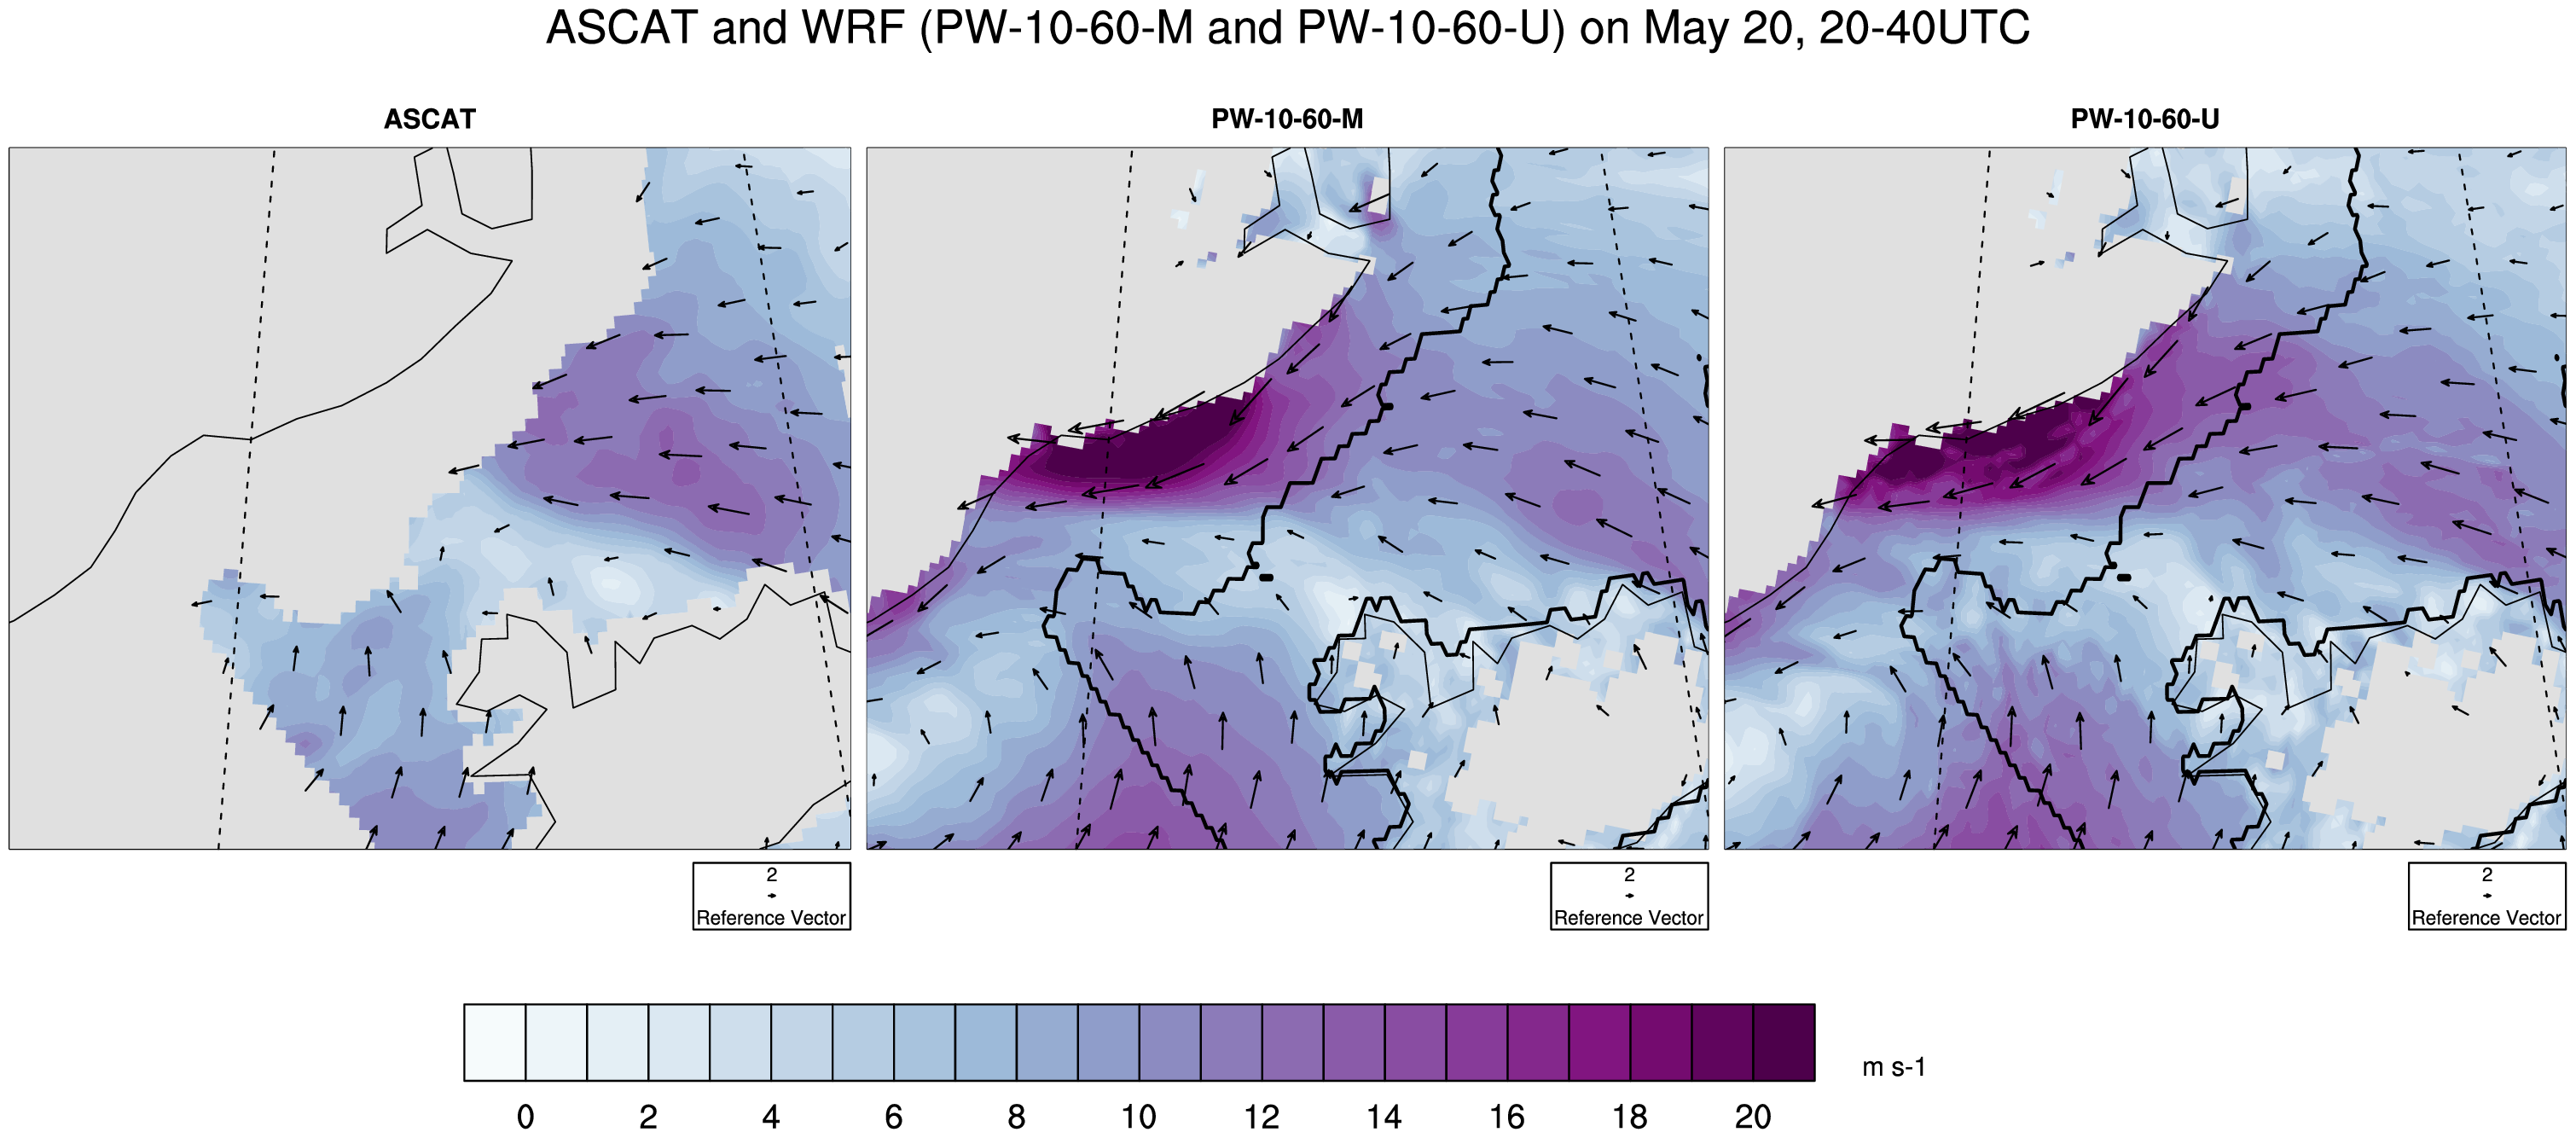 ASCAT and WRF (PW-10-60-M and PW-10-60-U) on May 20, 20-40UTC
ASCAT
PW-10-60-M
PW-10-60-U
2
Reference Vector
2
Reference Vector
2
Reference Vector
m s-1
0 2 4 6 8 10 12 14 16 18 20